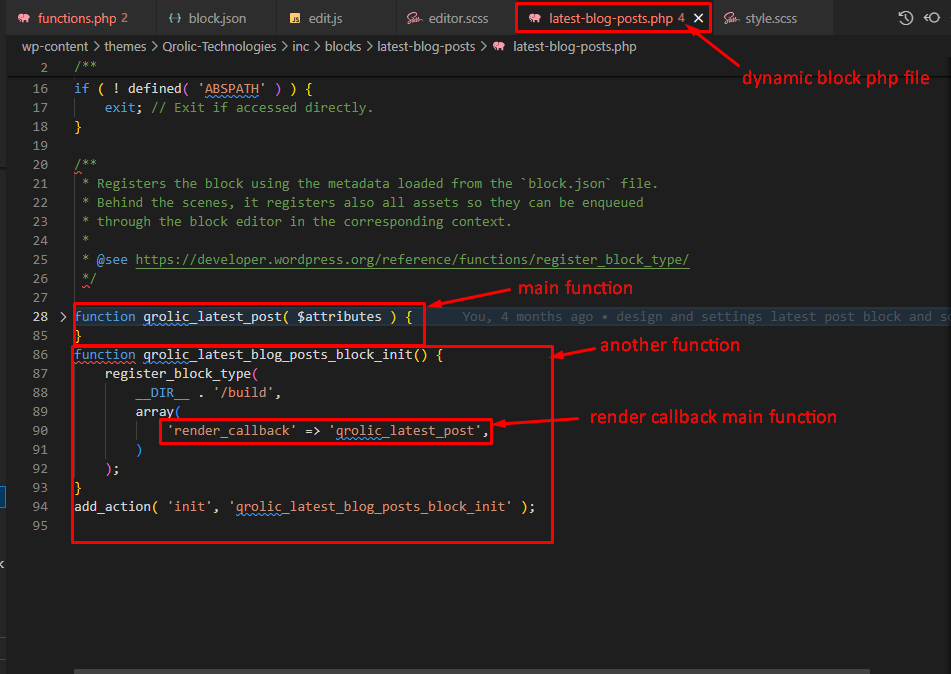 functions.php 2 block.json edit.js editor.scss latest-blog-posts.php 4 style.scss
wp-content > themes > Qrolic-Technologies > inc > blocks > latest-blog-posts > latest-blog-posts.php
dynamic block php file
2 /**
16 if ( ! defined( 'ABSPATH' ) ) {
17 exit; // Exit if accessed directly.
18 }
19
20 /**
21 * Registers the block using the metadata loaded from the `block.json` file.
22 * Behind the scenes, it registers also all assets so they can be enqueued
23 * through the block editor in the corresponding context.
24 *
25 * @see https://developer.wordpress.org/reference/functions/register_block_type/
26 */
27
main function
28 function qrolic_latest_post( $attributes ) { You, 4 months ago • design and settings latest post block and
85 }
another function
86 function qrolic_latest_blog_posts_block_init() {
87 register_block_type(
88 __DIR__ . '/build',
89 array(
render callback main function
90 'render_callback' => 'qrolic_latest_post',
91 )
92 );
93 }
94 add_action( 'init', 'qrolic_latest_blog_posts_block_init' );
95